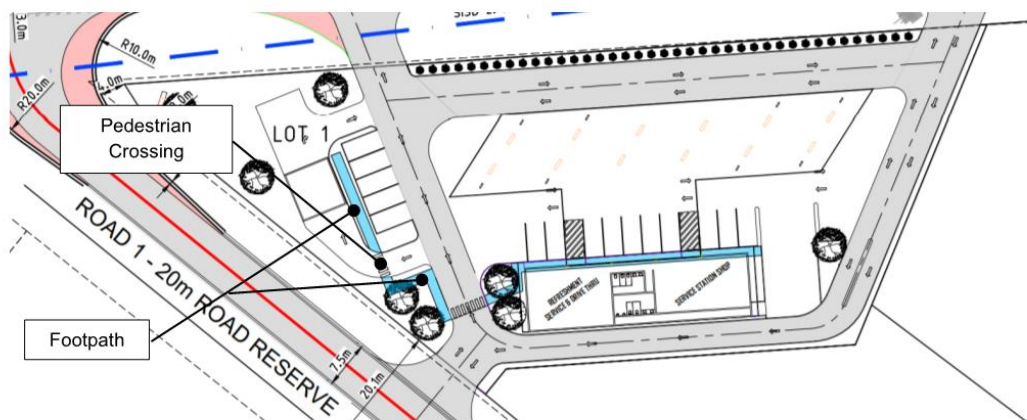 R10.0m
R20.0m
Pedestrian
Crossing
LOT 1
ROAD 1 - 20m ROAD RESERVE
Footpath
7.5m
20.1m
REFRESHMENT
SERVICE & DRIVE THRU
SERVICE STATION SHOP